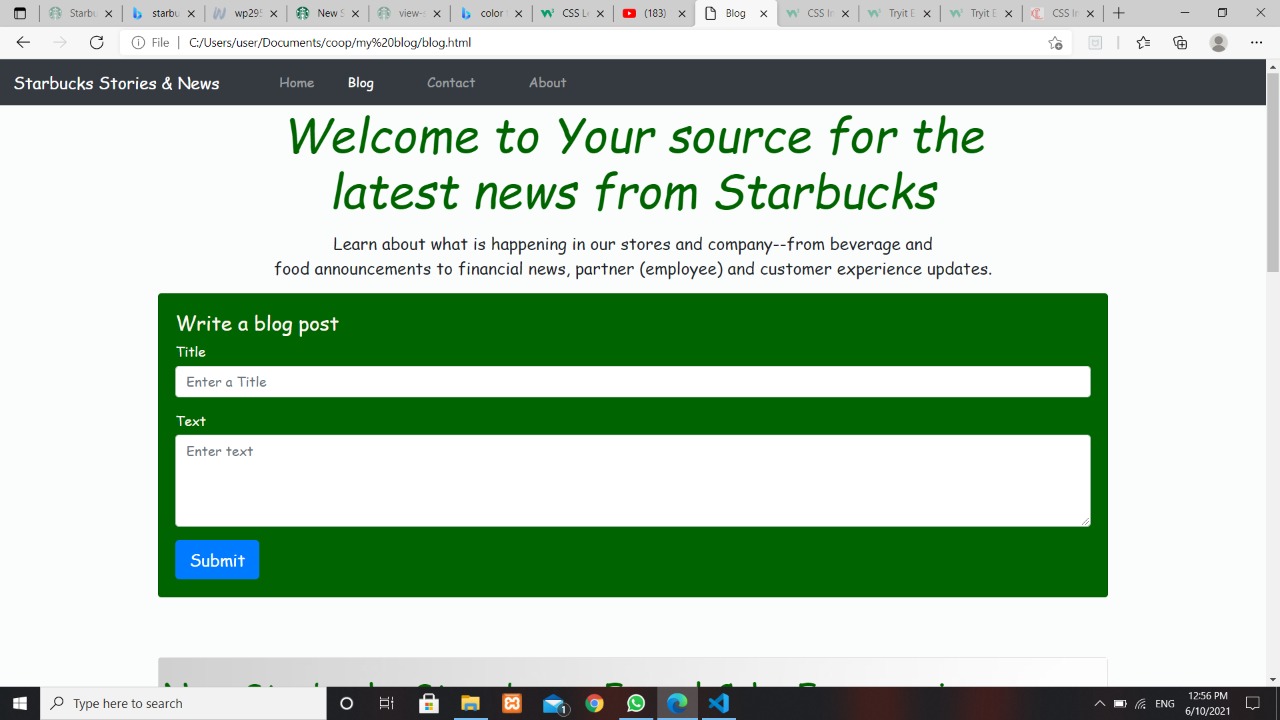 Starbu
starbu
wp295
New S
view-s
color
CSS L
(183)
Blog
CSS In
Tryit E
Tryit E
CSS In
File
C:/Users/user/Documents/coop/my%20blog/blog.html
Starbucks Stories & News
Home
Blog
Contact
About
Welcome to Your source for the
latest news from Starbucks
Learn about what is happening in our stores and company--from beverage and
food announcements to financial news, partner (employee) and customer experience updates.
Write a blog post
Title
Enter a Title
Text
Enter text
Submit
Type here to search
1
ENG
12:56 PM
6/10/2021